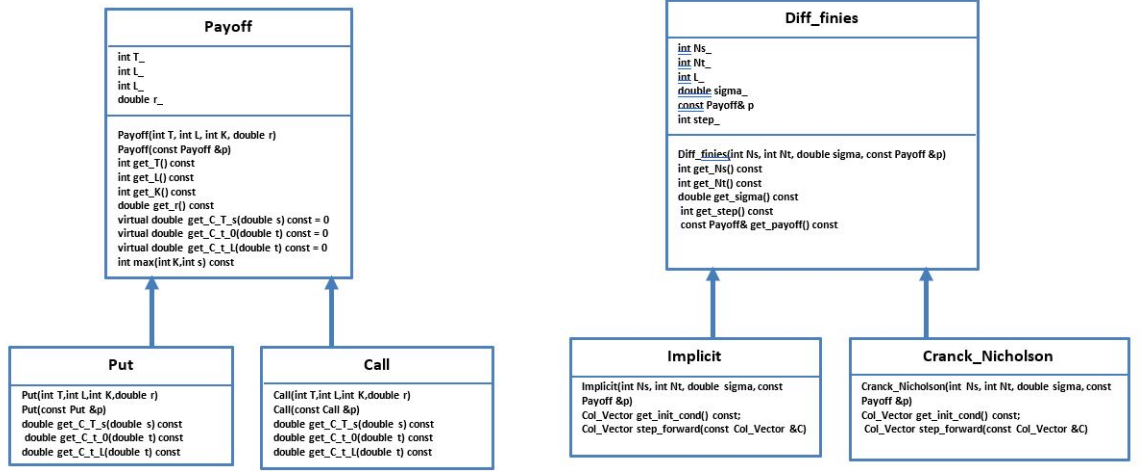 Payoff
int T_
int L_
int L_
double r_
Payoff(int T, int L, int K, double r)
Payoff(const Payoff &p)
int get_T() const
int get_L() const
int get_K() const
double get_r() const
virtual double get_C_T_s(double s) const = 0
virtual double get_C_t_0(double t) const = 0
virtual double get_C_t_L(double t) const = 0
int max(int K,int s) const
Diff_finies
int Ns_
int Nt_
int L_
double sigma_
const Payoff& p
int step_
Diff_finies(int Ns, int Nt, double sigma, const Payoff &p)
int get_Ns() const
int get_Nt() const
double get_sigma() const
int get_step() const
const Payoff& get_payoff() const
Put
Put(int T,int L,int K,double r)
Put(const Put &p)
double get_C_T_s(double s) const
double get_C_t_0(double t) const
double get_C_t_L(double t) const
Call
Call(int T,int L,int K,double r)
Call(const Call &p)
double get_C_T_s(double s) const
double get_C_t_0(double t) const
double get_C_t_L(double t) const
Implicit
Implicit(int Ns, int Nt, double sigma, const
Payoff &p)
Col_Vector get_init_cond() const;
Col_Vector step_forward(const Col_Vector &C)
Cranck_Nicholson
Cranck_Nicholson(int Ns, int Nt, double sigma, const
Payoff &p)
Col_Vector get_init_cond() const;
Col_Vector step_forward(const Col_Vector &C)